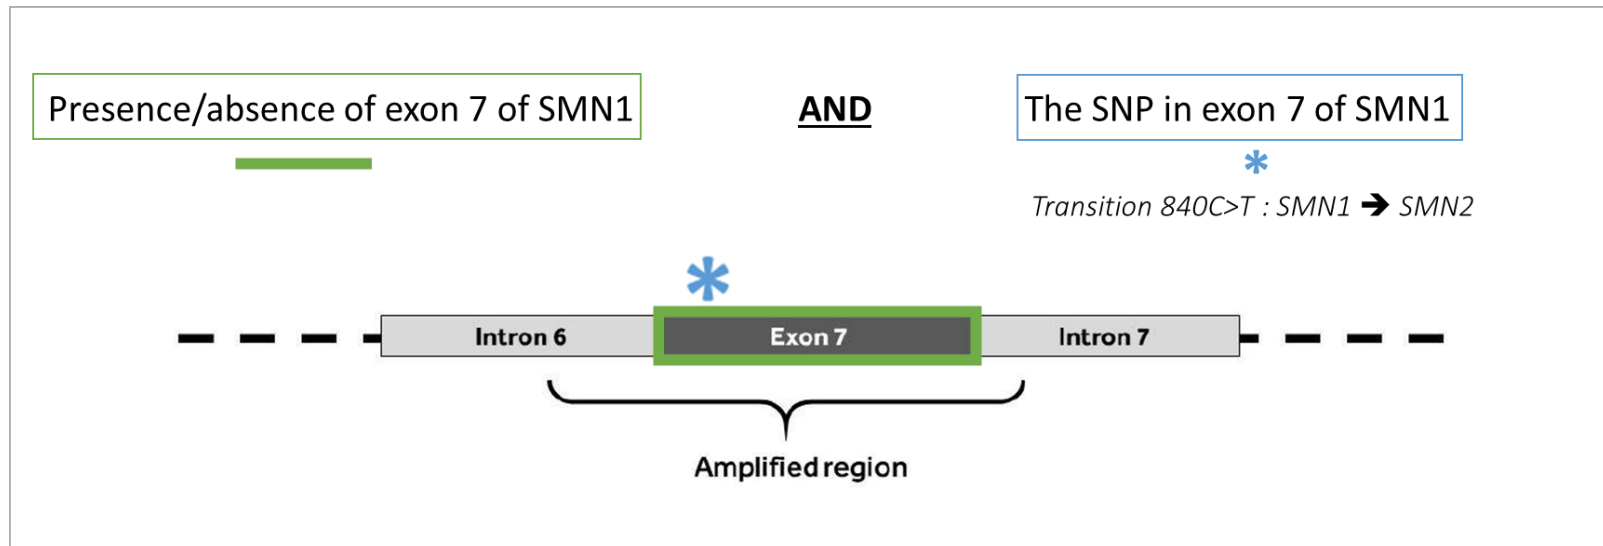 Presence/absence of exon 7 of SMN1
AND
The SNP in exon 7 of SMN1
*
Transition 840C>T : SMN1 ➔ SMN2
*
Intron 6
Exon 7
Intron 7
Amplified region